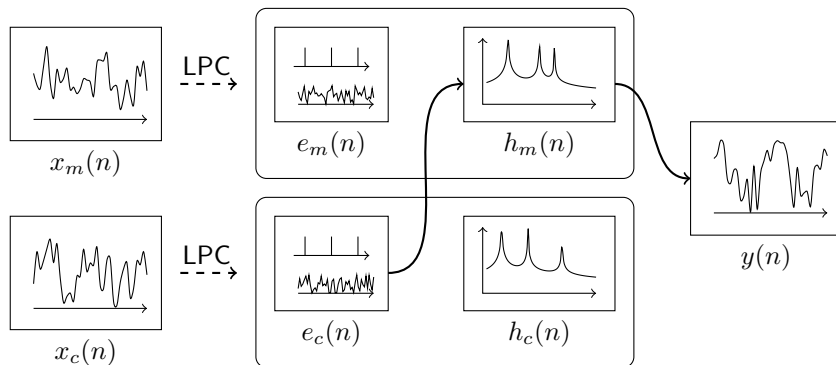 LPC
x_m(n)
e_m(n)
h_m(n)
LPC
y(n)
x_c(n)
e_c(n)
h_c(n)